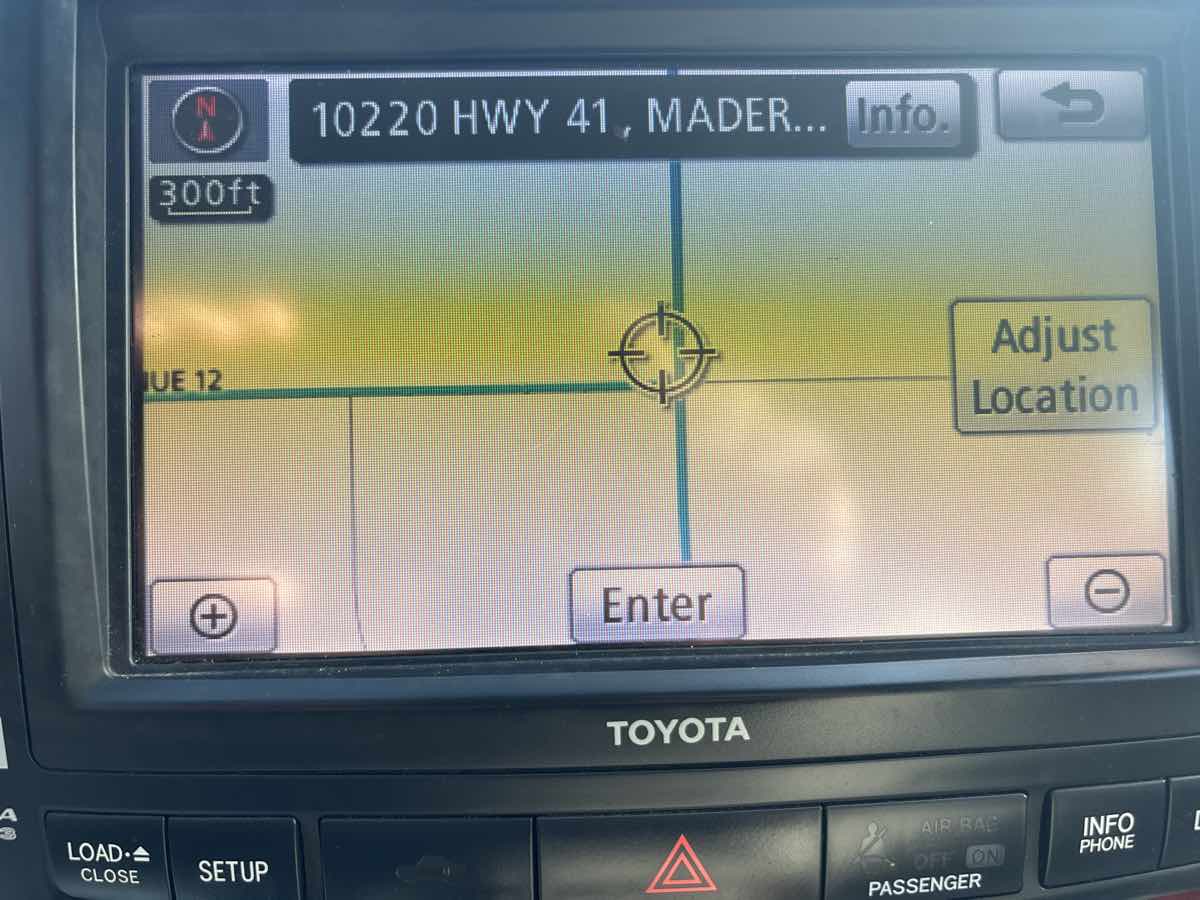 N
10220 HWY 41 , MADER...
Info.
300ft
Adjust
Location
UE 12
Enter
TOYOTA
LOAD·⏏
CLOSE
SETUP
AIR BAG
OFF ON
PASSENGER
INFO
PHONE